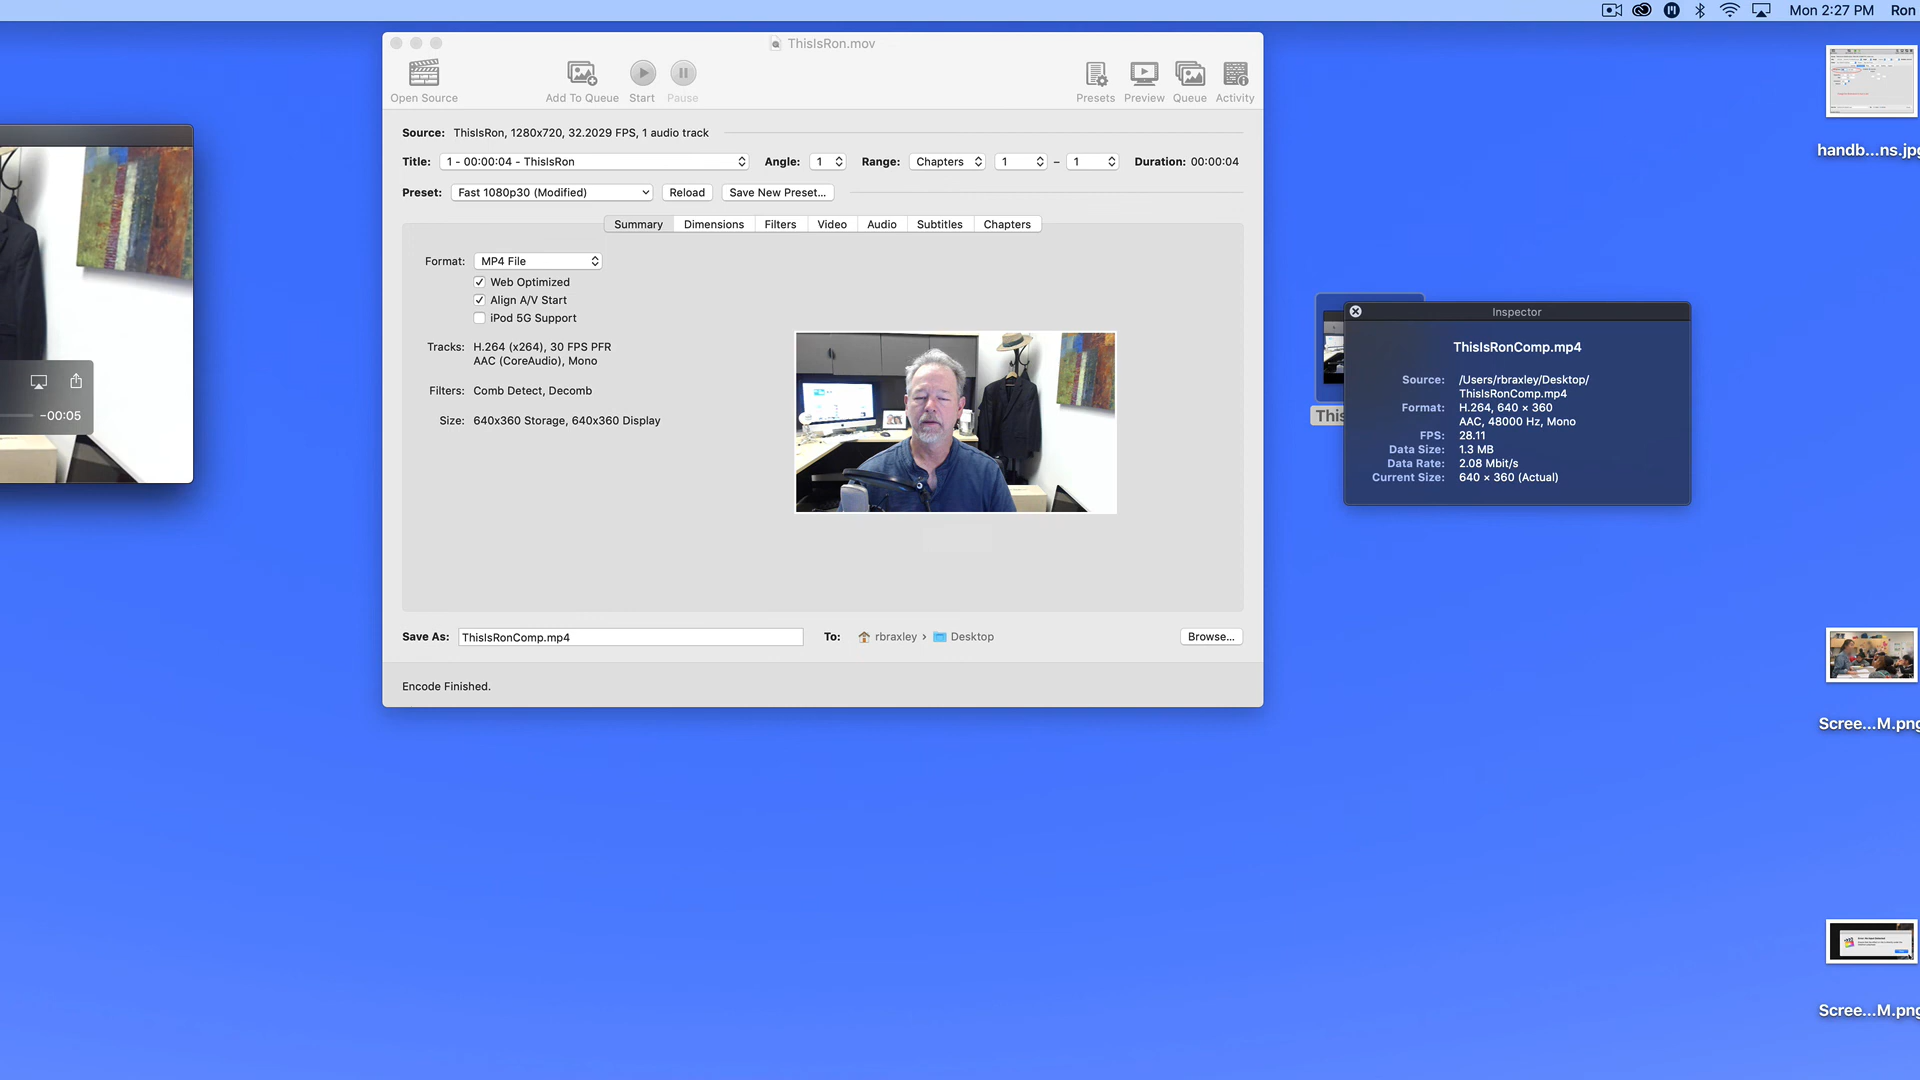 Mon 2:27 PM Ron
ThisIsRon.mov
Open Source
Add To Queue
Start
Pause
Presets
Preview
Queue
Activity
Source: ThisIsRon, 1280x720, 32.2029 FPS, 1 audio track
Title: 1 - 00:00:04 - ThisIsRon
Angle: 1
Range: Chapters 1 – 1
Duration: 00:00:04
Preset: Fast 1080p30 (Modified)
Reload
Save New Preset...
Summary
Dimensions
Filters
Video
Audio
Subtitles
Chapters
Format: MP4 File
Web Optimized
Align A/V Start
iPod 5G Support
Tracks: H.264 (x264), 30 FPS PFR
AAC (CoreAudio), Mono
Filters: Comb Detect, Decomb
Size: 640x360 Storage, 640x360 Display
Save As: ThisIsRonComp.mp4
To: rbraxley › Desktop
Browse...
Encode Finished.
-00:05
This
Inspector
ThisIsRonComp.mp4
Source: /Users/rbraxley/Desktop/
ThisIsRonComp.mp4
Format: H.264, 640 × 360
AAC, 48000 Hz, Mono
FPS: 28.11
Data Size: 1.3 MB
Data Rate: 2.08 Mbit/s
Current Size: 640 × 360 (Actual)
handb...ns.jpg
Scree...M.png
Scree...M.png